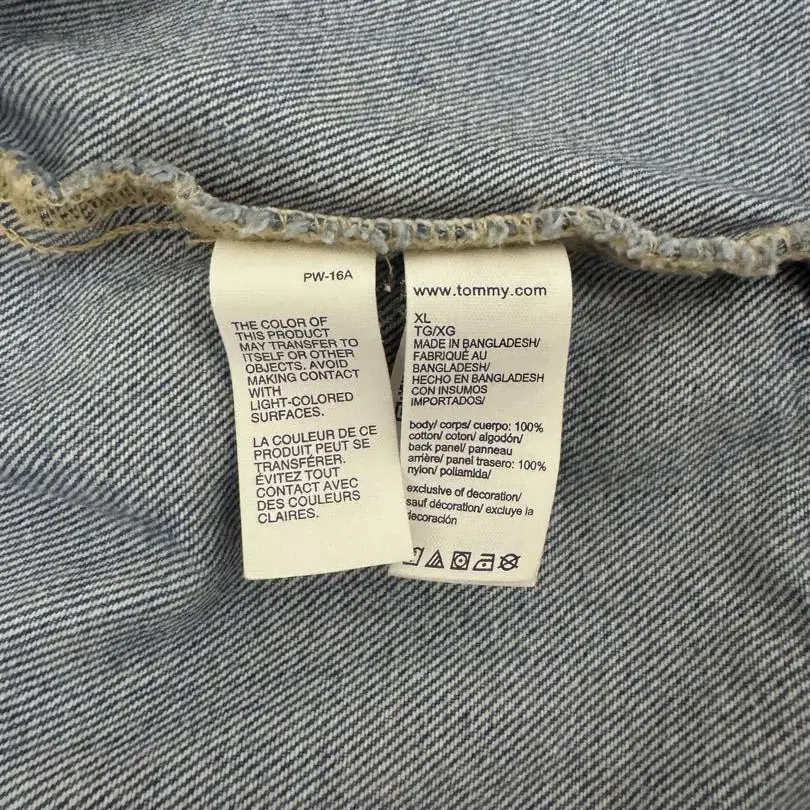 PW-16A
THE COLOR OF
THIS PRODUCT
MAY TRANSFER TO
ITSELF OR OTHER
OBJECTS. AVOID
MAKING CONTACT
WITH
LIGHT-COLORED
SURFACES.
LA COULEUR DE CE
PRODUIT PEUT SE
TRANSFÉRER.
ÉVITEZ TOUT
CONTACT AVEC
DES COULEURS
CLAIRES.
www.tommy.com
XL
TG/XG
MADE IN BANGLADESH/
FABRIQUÉ AU
BANGLADESH/
HECHO EN BANGLADESH
CON INSUMOS
IMPORTADOS/
body/ corps/ cuerpo: 100%
cotton/ coton/ algodón/
back panel/ panneau
arrière/ panel trasero: 100%
nylon/ poliamida/
exclusive of decoration/
sauf décoration/ excluye la
decoración